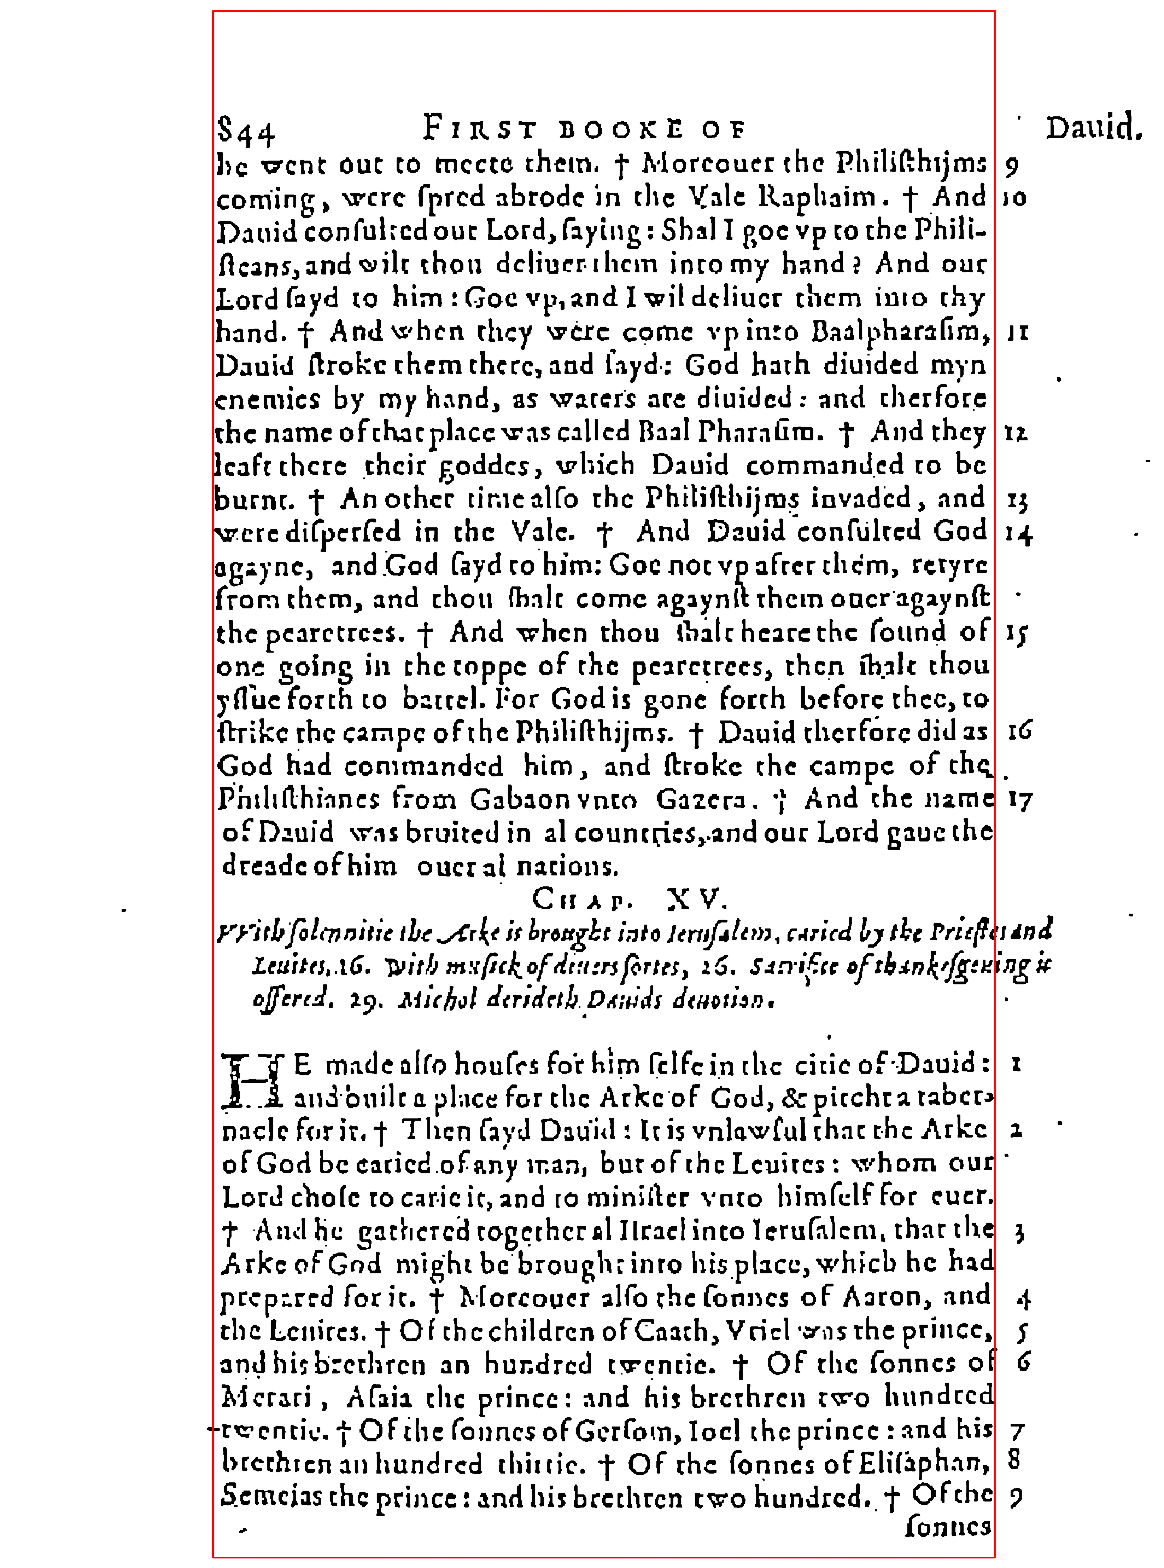 844 FIRST BOOKE OF Dauid.
he went out to meete them. † Moreouer the Philiſthijms 9
coming, were ſpred abrode in the Vale Raphaim. † And 10
Dauid conſulted our Lord, ſaying: Shal I goe vp to the Phili-
ſteans, and wilt thou deliuer them into my hand? And our
Lord ſayd to him: Goe vp, and I wil deliuer them into thy
hand. † And when they were come vp into Baalpharaſim, 11
Dauid ſtroke them there, and ſayd: God hath diuided myn
enemies by my hand, as waters are diuided: and therfore
the name of that place was called Baal Pharaſim. † And they 12
leaft there their goddes, which Dauid commanded to be
burnt. † An other time alſo the Philiſthijms invaded, and 13
were diſperſed in the Vale. † And Dauid conſulted God 14
agayne, and God ſayd to him: Goe not vp after them, retyre
from them, and thou ſhalt come agaynſt them ouer agaynſt
the pearetrees. † And when thou ſhalt heare the ſound of 15
one going in the toppe of the pearetrees, then ſhalt thou
yſſue forth to battel. For God is gone forth before thee, to
ſtrike the campe of the Philiſthijms. † Dauid therfore did as 16
God had commanded him, and ſtroke the campe of the
Philiſthianes from Gabaon vnto Gazera. † And the name 17
of Dauid was bruited in al countries, and our Lord gaue the
dreade of him ouer al nations.
CHAP. XV.
VVith ſolennitie the Arke is brought into Ieruſalem, caried by the Prieſtes and
Leuites, 16. with muſick of diuers ſortes, 26. Sacrifice of thankeſgeuing is
offered. 29. Michol derideth Dauids deuotion.
HE made alſo houſes for him ſelfe in the citie of Dauid: 1
and built a place for the Arke of God, & pitcht a taber-
nacle for it. † Then ſayd Dauid: It is vnlawful that the Arke 2
of God be caried of any man, but of the Leuites: whom our
Lord choſe to carie it, and to miniſter vnto himſelf for euer.
† And he gathered together al Iſrael into Ieruſalem, that the 3
Arke of God might be brought into his place, which he had
prepared for it. † Moreouer alſo the ſonnes of Aaron, and 4
the Leuites. † Of the children of Caath, Vriel was the prince, 5
and his brethren an hundred twentie. † Of the ſonnes of 6
Merari, Aſaia the prince: and his brethren two hundred
twentie. † Of the ſonnes of Gerſom, Ioel the prince: and his 7
brethren an hundred thirtie. † Of the ſonnes of Eliſaphan, 8
Semeias the prince: and his brethren two hundred. † Of the 9
ſonnes